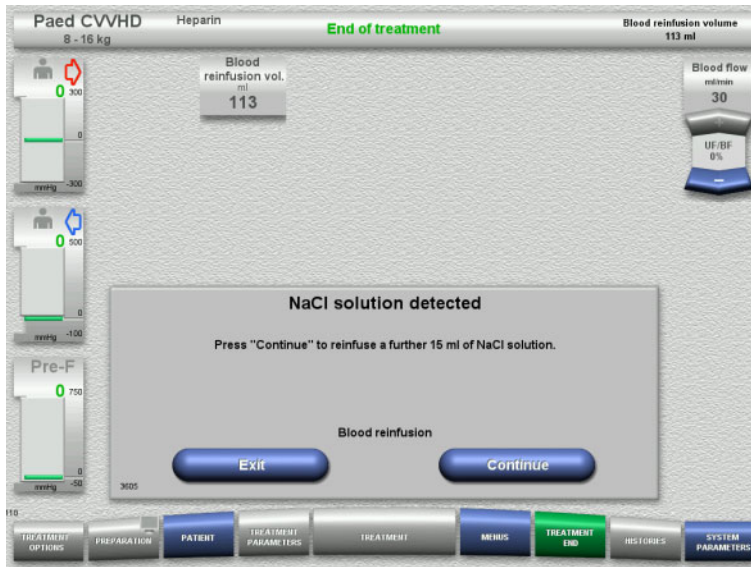 Paed CVVHD
8 - 16 kg
Heparin
End of treatment
Blood reinfusion volume
113 ml
0
300
0
-300
mmHg
Blood
reinfusion vol.
ml
113
Blood flow
ml/min
30
+
UF/BF
0%
–
0
500
0
-100
mmHg
Pre-F
0
750
0
-50
mmHg
NaCl solution detected
Press "Continue" to reinfuse a further 15 ml of NaCl solution.
Blood reinfusion
Exit
Continue
3605
TREATMENT
OPTIONS
PREPARATION
PATIENT
TREATMENT
PARAMETERS
TREATMENT
MENUS
TREATMENT
END
HISTORIES
SYSTEM
PARAMETERS